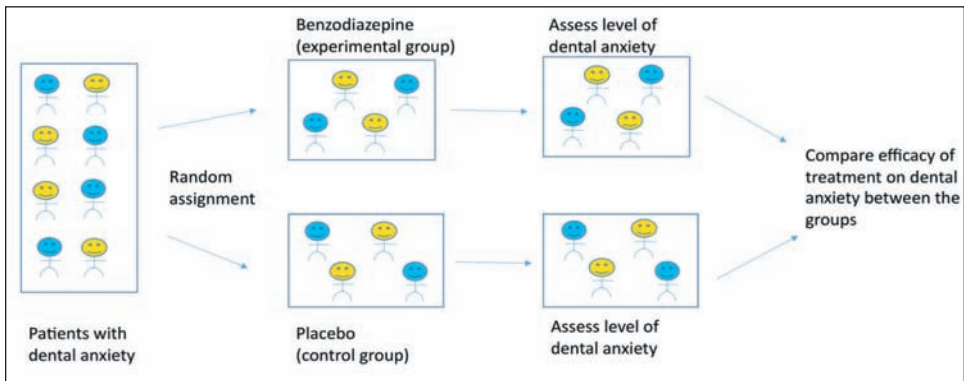 Benzodiazepine
(experimental group)
Assess level of
dental anxiety
Random
assignment
Compare efficacy of
treatment on dental
anxiety between the
groups
Patients with
dental anxiety
Placebo
(control group)
Assess level of
dental anxiety